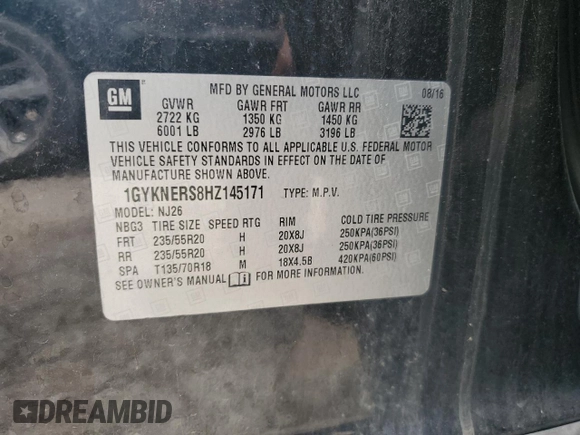 GM
MFD BY GENERAL MOTORS LLC 08/16
GVWR GAWR FRT GAWR RR
2722 KG 1350 KG 1450 KG
6001 LB 2976 LB 3196 LB
THIS VEHICLE CONFORMS TO ALL APPLICABLE U.S. FEDERAL MOTOR
VEHICLE SAFETY STANDARDS IN EFFECT ON THE DATE OF
MANUFACTURE SHOWN ABOVE.
1GYKNERS8HZ145171 TYPE: M.P.V.
MODEL: NJ26
NBG3 TIRE SIZE SPEED RTG RIM COLD TIRE PRESSURE
FRT 235/55R20 H 20X8J 250KPA(36PSI)
RR 235/55R20 H 20X8J 250KPA(36PSI)
SPA T135/70R18 M 18X4.5B 420KPA(60PSI)
SEE OWNER'S MANUAL FOR MORE INFORMATION.
DREAMBID